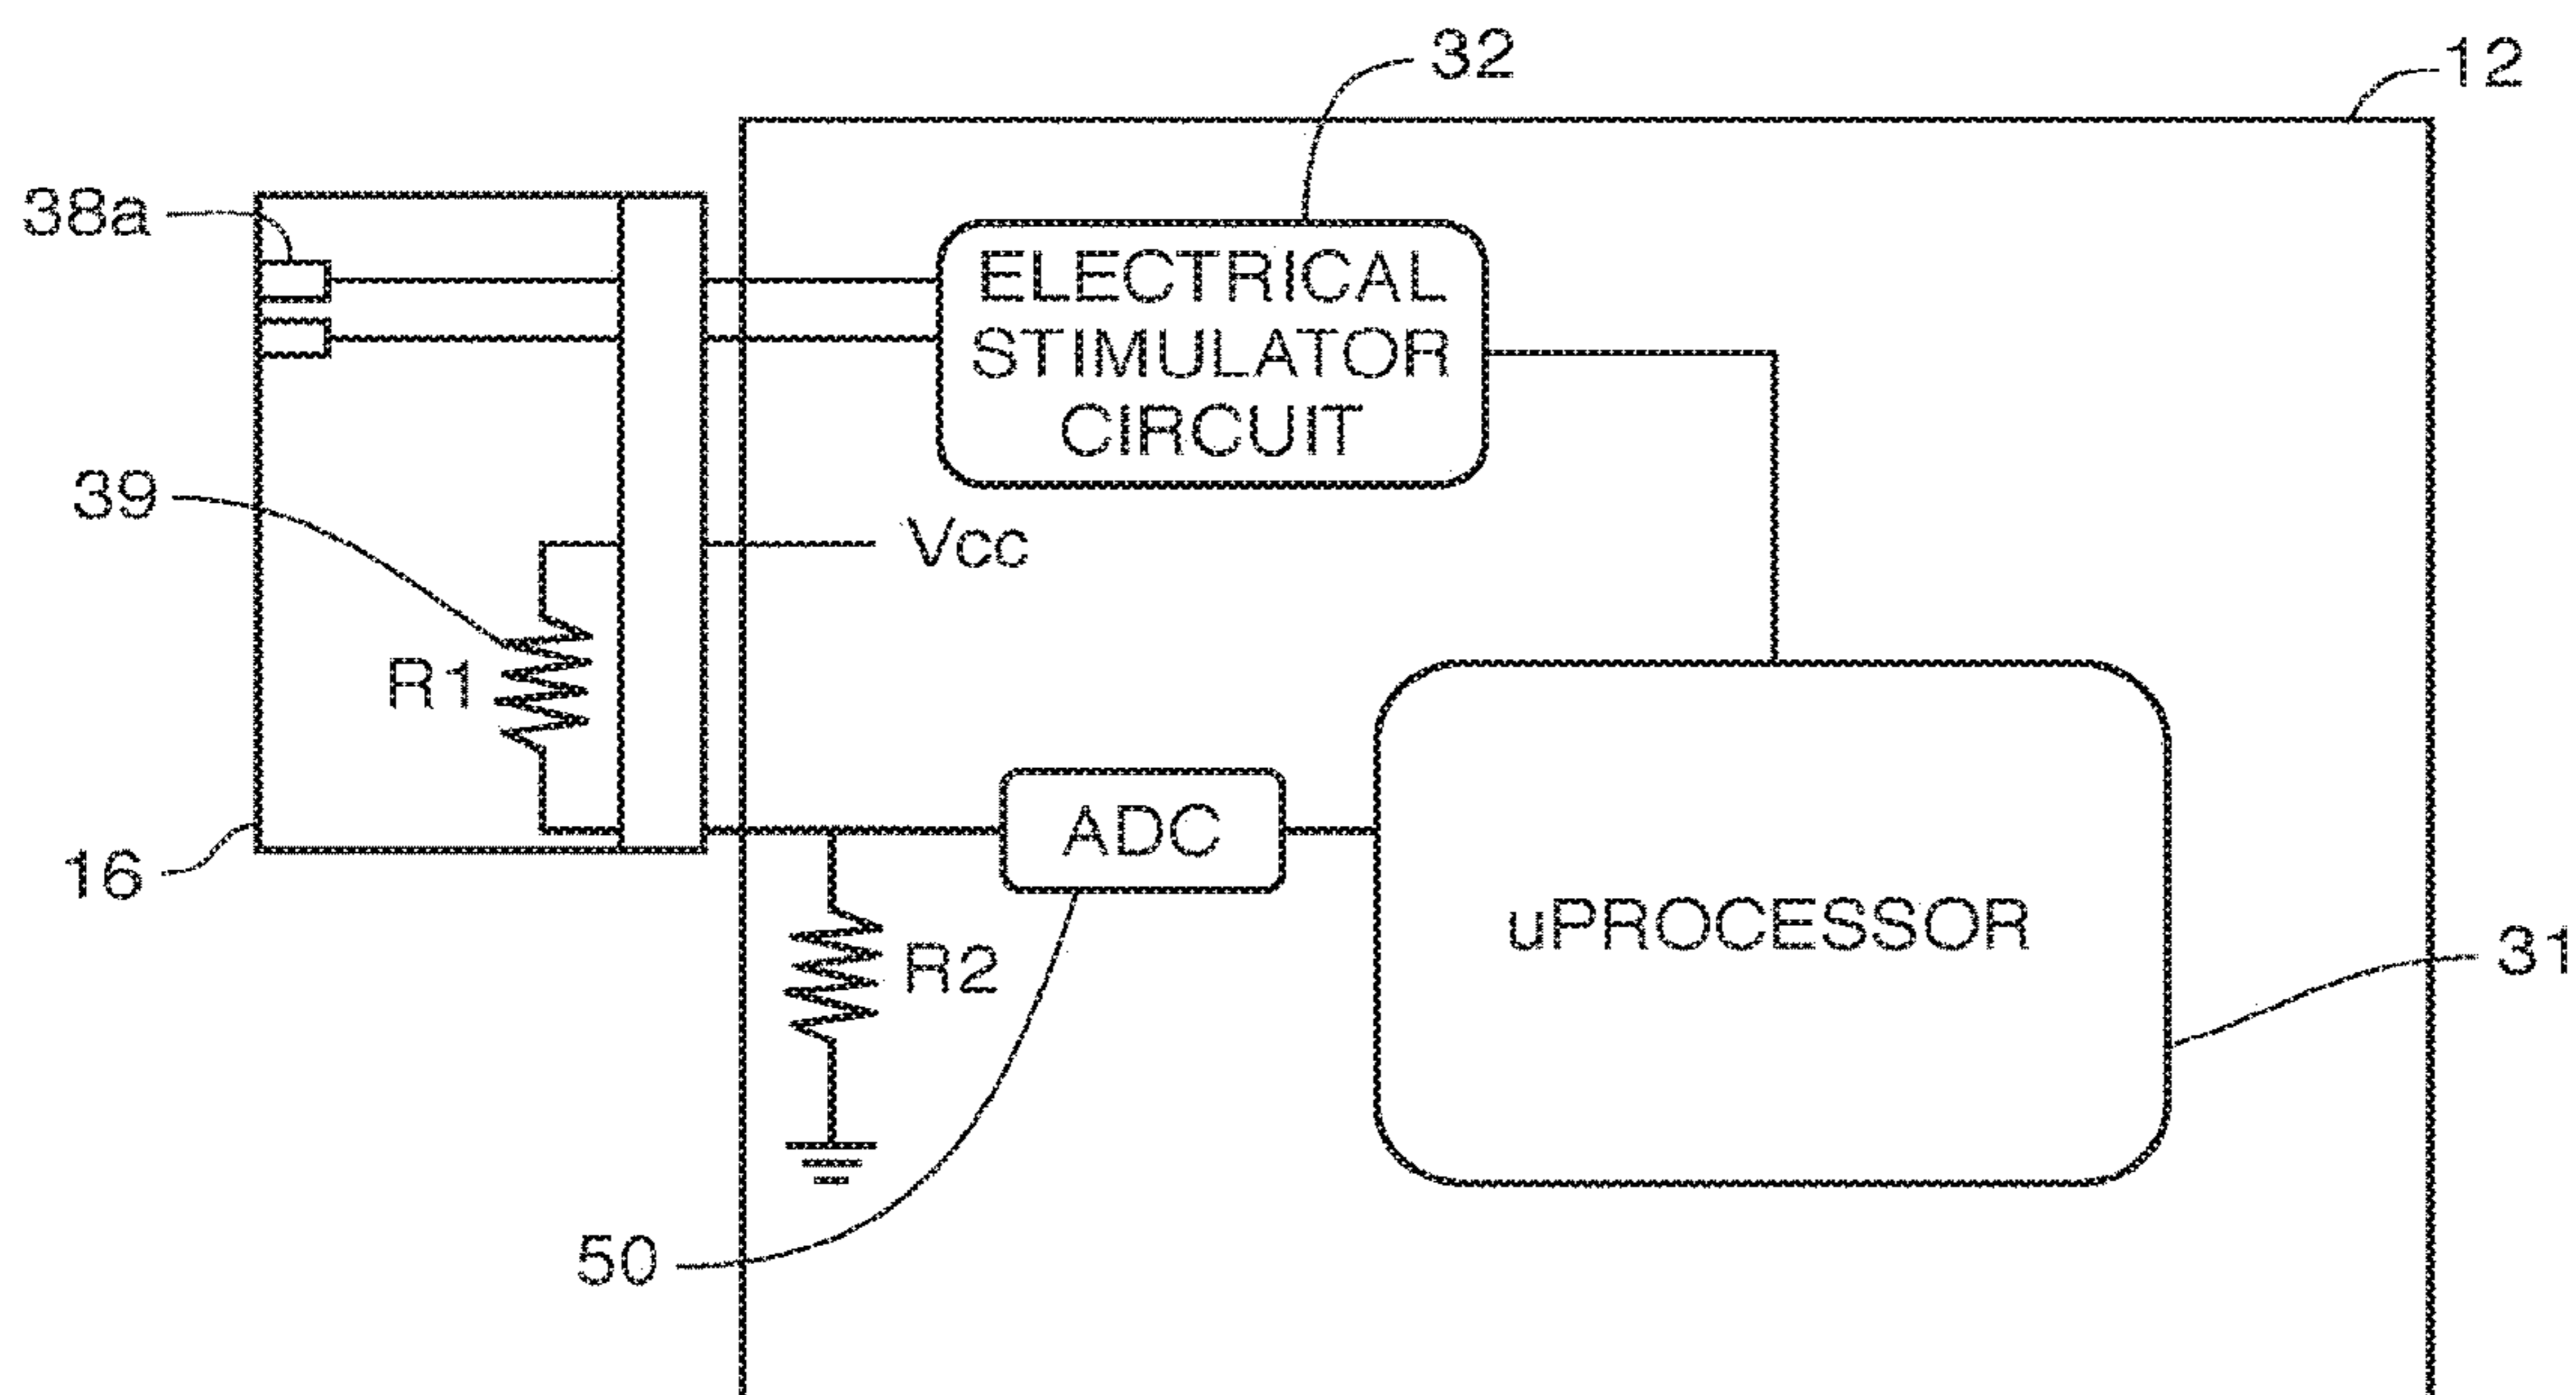 32
12
38a
ELECTRICAL
STIMULATOR
CIRCUIT
39
Vcc
R1
ADC
16
uPROCESSOR
R2
31
50